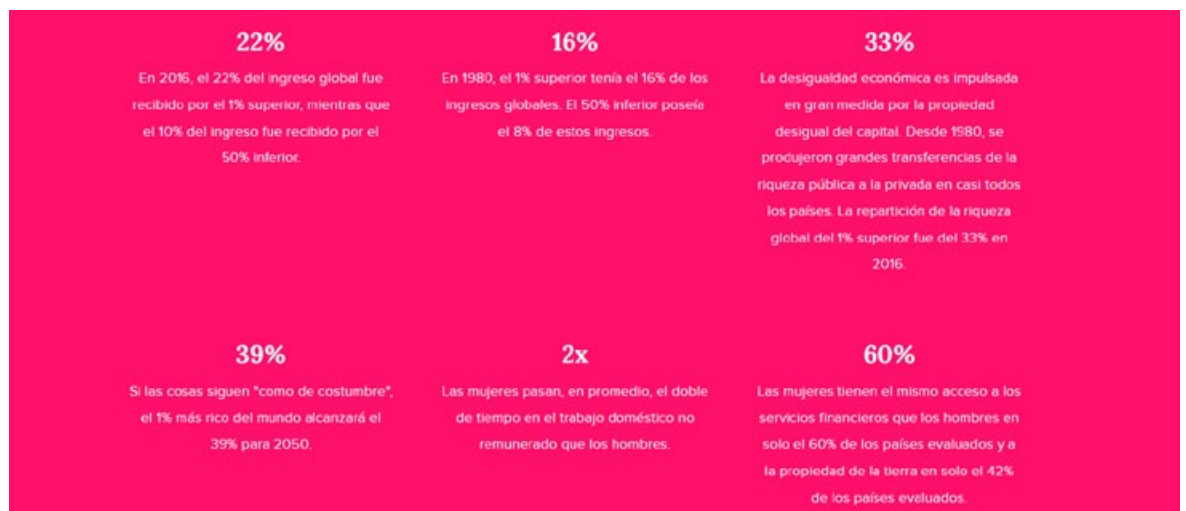 22%
En 2016, el 22% del ingreso global fue
recibido por el 1% superior, mientras que
el 10% del ingreso fue recibido por el
50% inferior.
16%
En 1980, el 1% superior tenía el 16% de los
ingresos globales. El 50% inferior poseía
el 8% de estos ingresos.
33%
La desigualdad económica es impulsada
en gran medida por la propiedad
desigual del capital. Desde 1980, se
produjeron grandes transferencias de la
riqueza pública a la privada en casi todos
los países. La repartición de la riqueza
global del 1% superior fue del 33% en
2016.
39%
Si las cosas siguen "como de costumbre",
el 1% más rico del mundo alcanzará el
39% para 2050.
2x
Las mujeres pasan, en promedio, el doble
de tiempo en el trabajo doméstico no
remunerado que los hombres.
60%
Las mujeres tienen el mismo acceso a los
servicios financieros que los hombres en
solo el 60% de los países evaluados y a
la propiedad de la tierra en solo el 42%
de los países evaluados.